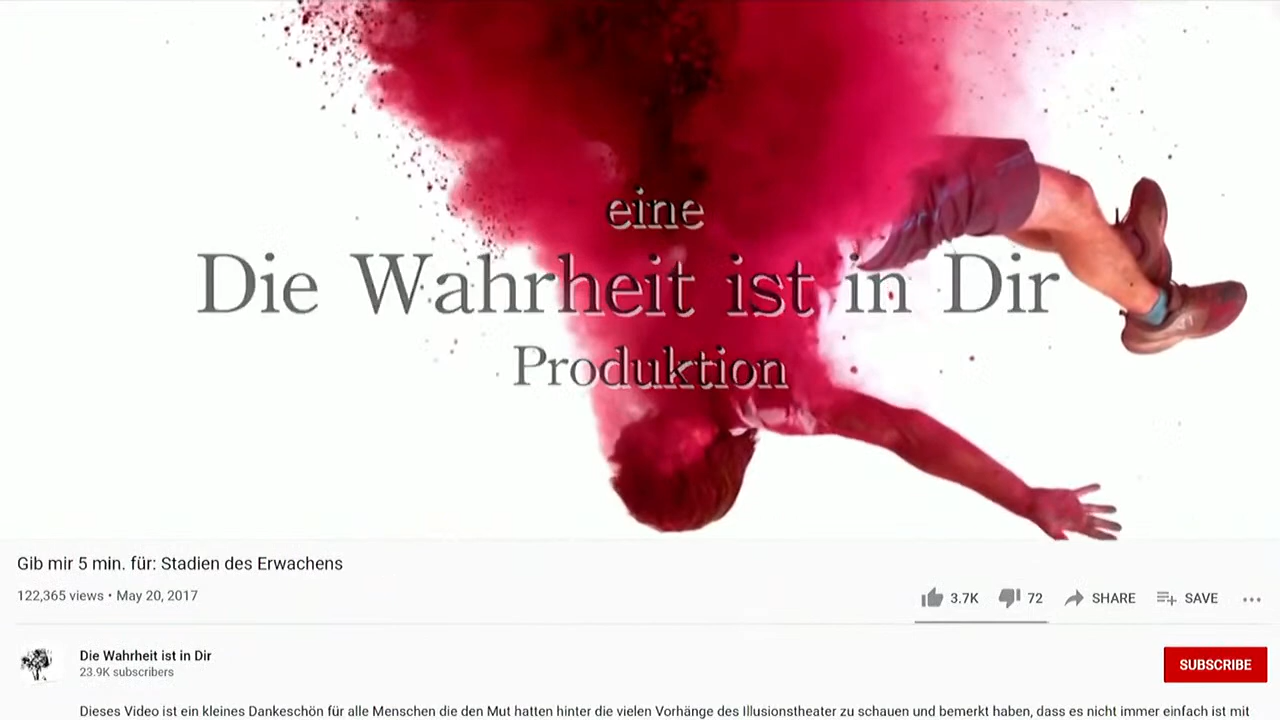 eine
Die Wahrheit ist in Dir
Produktion
Gib mir 5 min. für: Stadien des Erwachens
122,365 views • May 20, 2017
3.7K
72
SHARE
SAVE
Die Wahrheit ist in Dir
23.9K subscribers
SUBSCRIBE
Dieses Video ist ein kleines Dankeschön für alle Menschen die den Mut hatten hinter die vielen Vorhänge des Illusionstheater zu schauen und bemerkt haben, dass es nicht immer einfach ist mit